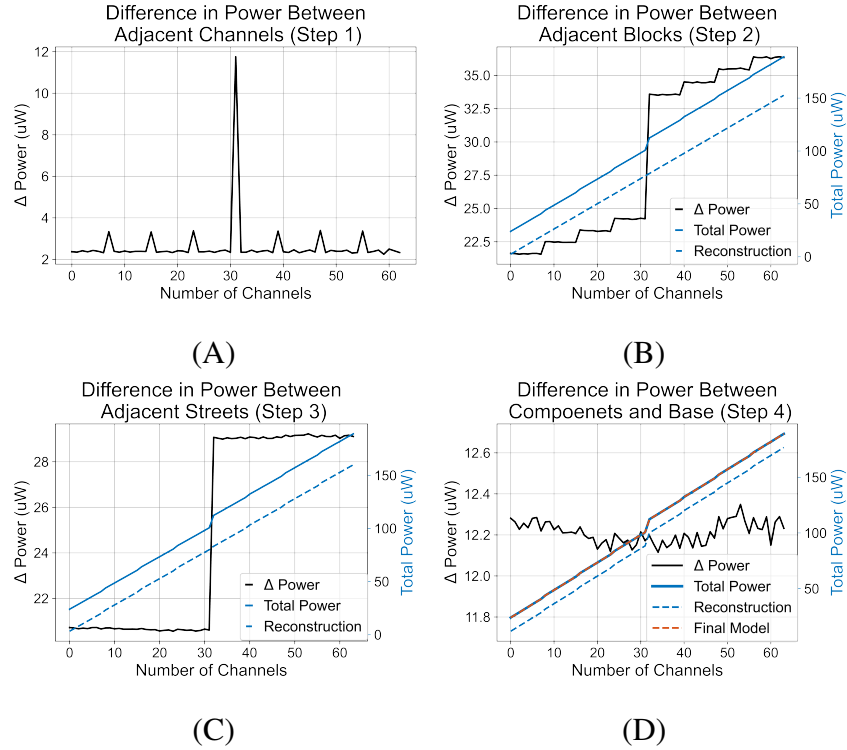 Difference in Power Between
Adjacent Channels (Step 1)
12
10
8
6
4
2
Δ Power (uW)
0 10 20 30 40 50 60
Number of Channels
(A)
Difference in Power Between
Adjacent Blocks (Step 2)
35.0
32.5
30.0
27.5
25.0
22.5
Δ Power (uW)
150
100
50
0
Total Power (uW)
Δ Power
Total Power
Reconstruction
0 10 20 30 40 50 60
Number of Channels
(B)
Difference in Power Between
Adjacent Streets (Step 3)
28
26
24
22
Δ Power (uW)
150
100
50
0
Total Power (uW)
Δ Power
Total Power
Reconstruction
0 10 20 30 40 50 60
Number of Channels
(C)
Difference in Power Between
Compoenets and Base (Step 4)
12.6
12.4
12.2
12.0
11.8
Δ Power (uW)
150
100
50
Total Power (uW)
Δ Power
Total Power
Reconstruction
Final Model
0 10 20 30 40 50 60
Number of Channels
(D)